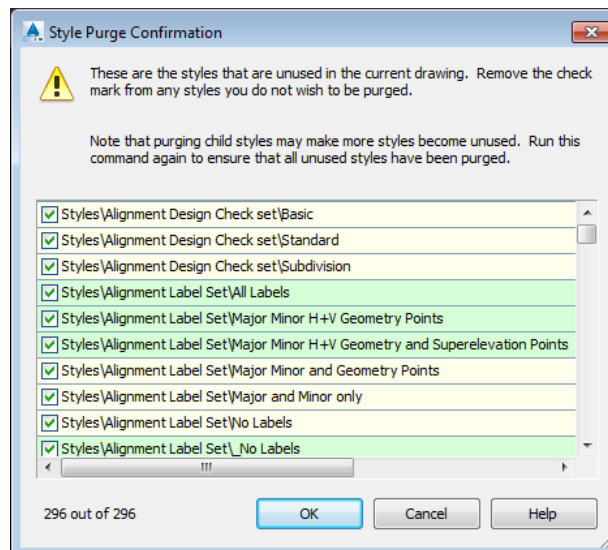 Style Purge Confirmation
These are the styles that are unused in the current drawing. Remove the check
mark from any styles you do not wish to be purged.
Note that purging child styles may make more styles become unused. Run this
command again to ensure that all unused styles have been purged.
Styles\Alignment Design Check set\Basic
Styles\Alignment Design Check set\Standard
Styles\Alignment Design Check set\Subdivision
Styles\Alignment Label Set\All Labels
Styles\Alignment Label Set\Major Minor H+V Geometry Points
Styles\Alignment Label Set\Major Minor H+V Geometry and Superelevation Points
Styles\Alignment Label Set\Major Minor and Geometry Points
Styles\Alignment Label Set\Major and Minor only
Styles\Alignment Label Set\No Labels
Styles\Alignment Label Set\_No Labels
296 out of 296
OK
Cancel
Help